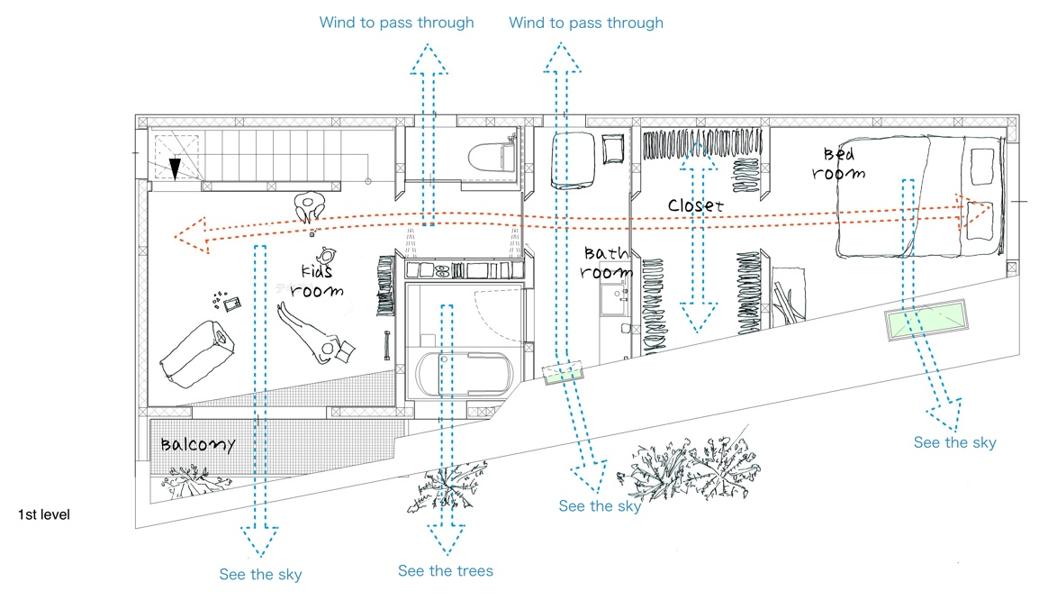 Wind to pass through
Wind to pass through
Bed
room
Closet
Bath
room
Kids
room
Balcony
See the sky
See the sky
1st level
See the trees
See the sky